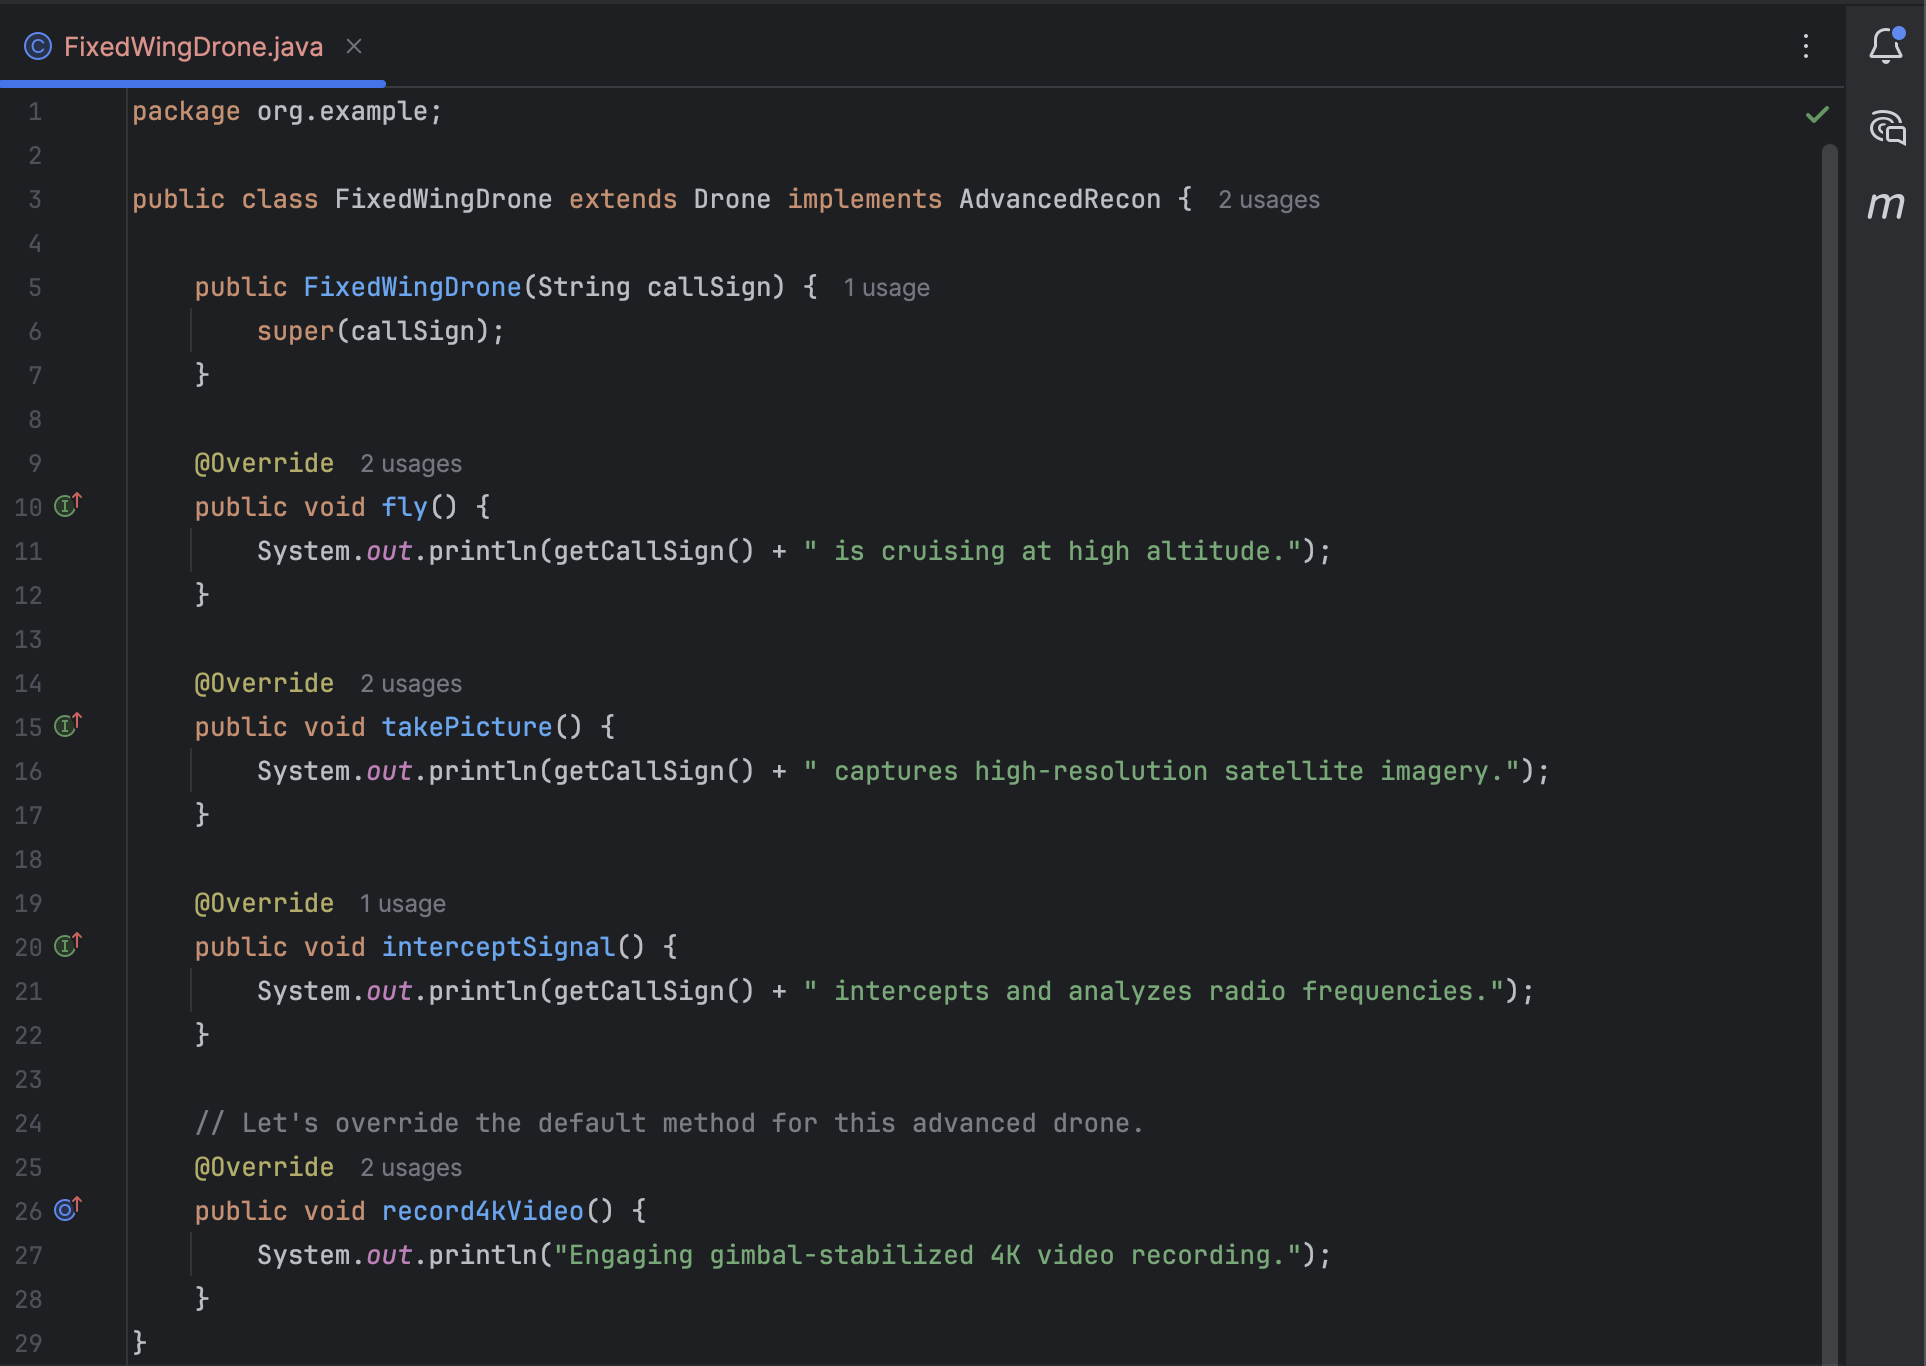 FixedWingDrone.java
1 package org.example;
2
3 public class FixedWingDrone extends Drone implements AdvancedRecon { 2 usages
4
5     public FixedWingDrone(String callSign) { 1 usage
6         super(callSign);
7     }
8
9     @Override 2 usages
10     public void fly() {
11         System.out.println(getCallSign() + " is cruising at high altitude.");
12     }
13
14     @Override 2 usages
15     public void takePicture() {
16         System.out.println(getCallSign() + " captures high-resolution satellite imagery.");
17     }
18
19     @Override 1 usage
20     public void interceptSignal() {
21         System.out.println(getCallSign() + " intercepts and analyzes radio frequencies.");
22     }
23
24     // Let's override the default method for this advanced drone.
25     @Override 2 usages
26     public void record4kVideo() {
27         System.out.println("Engaging gimbal-stabilized 4K video recording.");
28     }
29 }
m